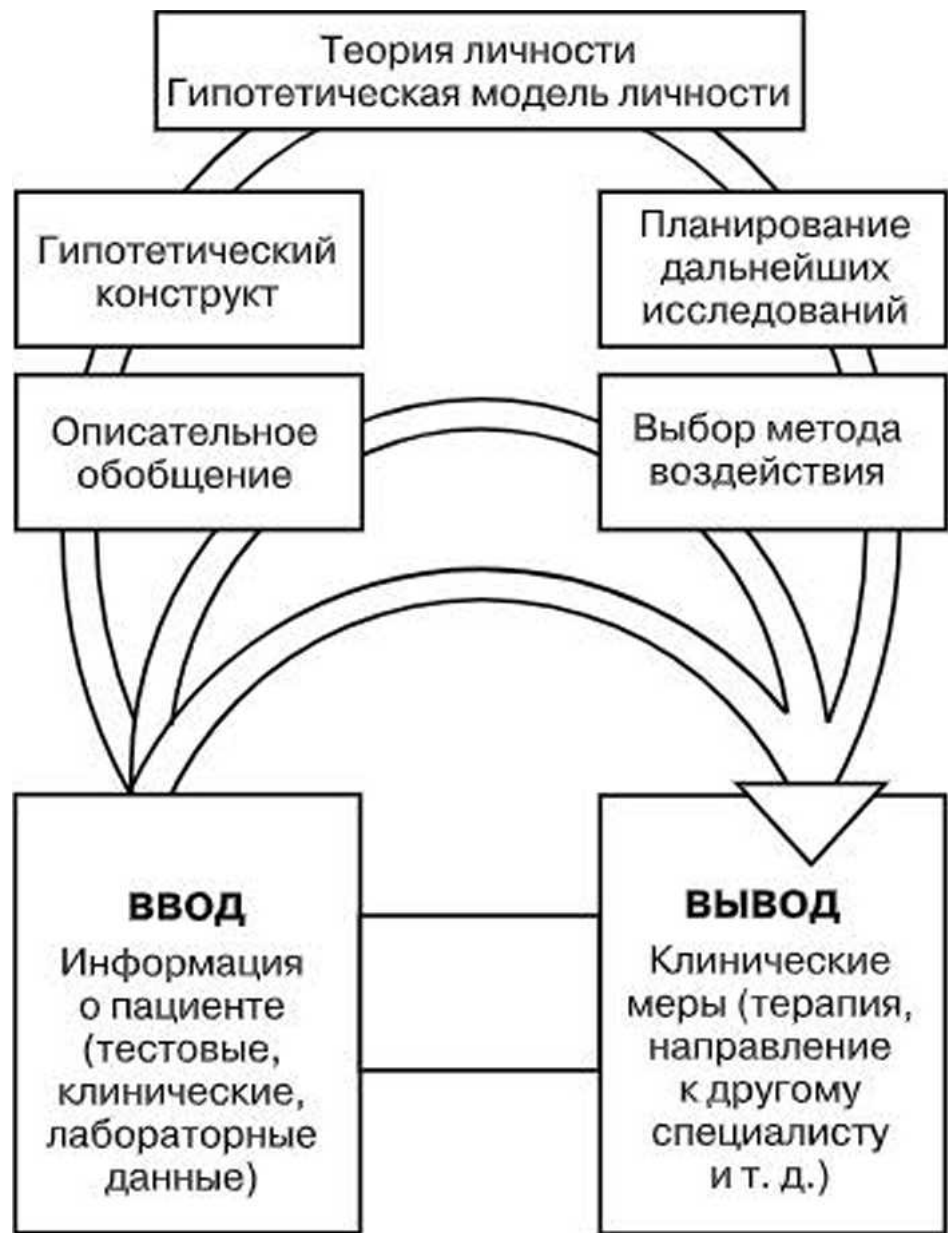 Теория личности
Гипотетическая модель личности
Гипотетический
конструкт
Планирование
дальнейших
исследований
Описательное
обобщение
Выбор метода
воздействия
ВВОД
Информация
о пациенте
(тестовые,
клинические,
лабораторные
данные)
ВЫВОД
Клинические
меры (терапия,
направление
к другому
специалисту
и т. д.)